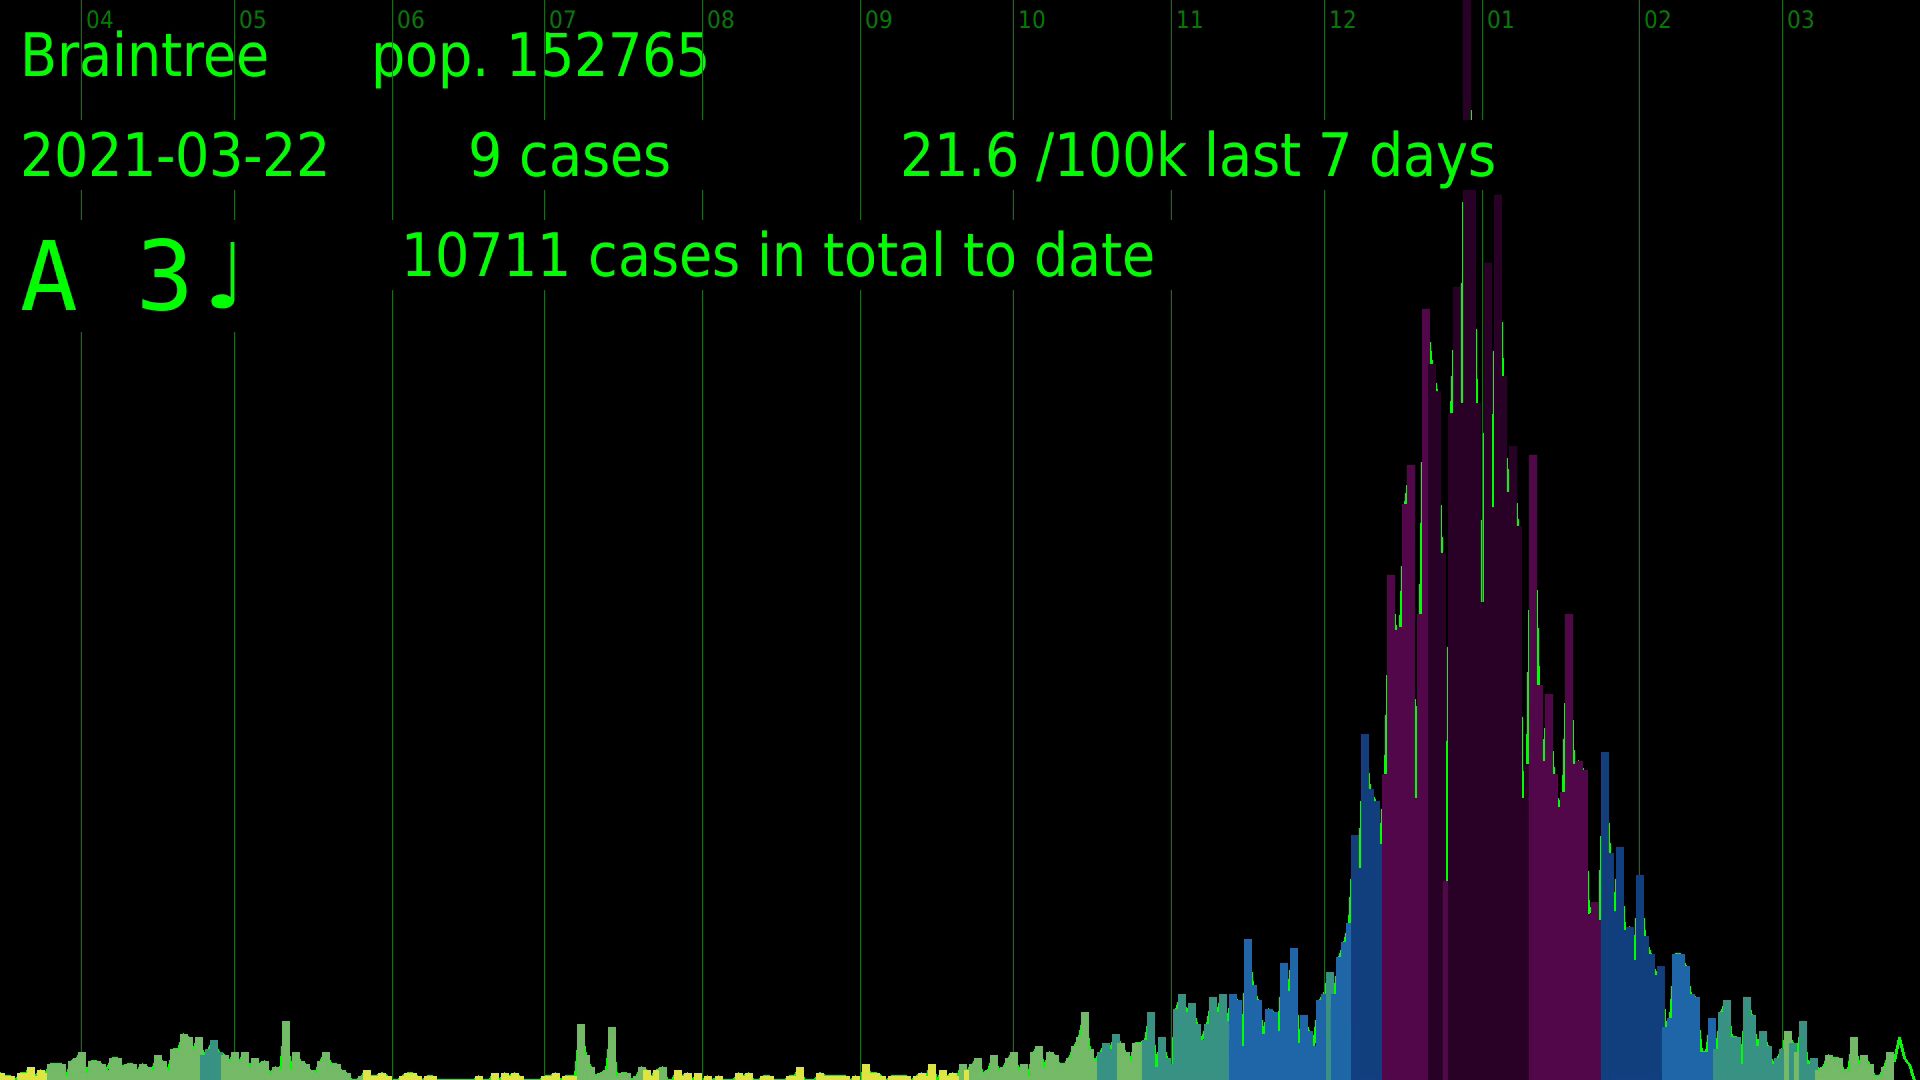 04 05 06 07 08 09 10 11 12 01 02 03
Braintree pop. 152765
2021-03-22 9 cases 21.6 /100k last 7 days
A 3♩ 10711 cases in total to date